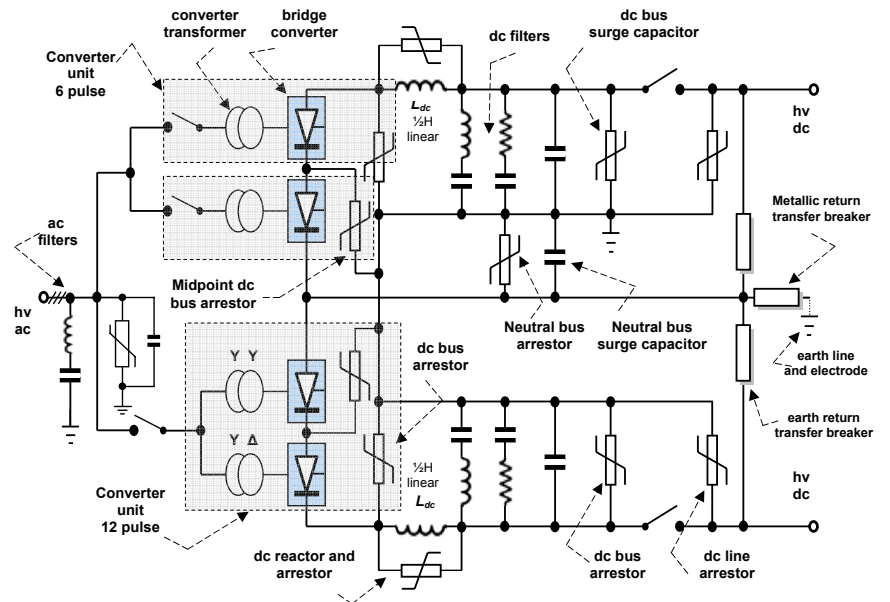 converter
transformer
bridge
converter
dc filters
dc bus
surge capacitor
Converter
unit
6 pulse
Ldc
½H
linear
hv
dc
ac
filters
Metallic return
transfer breaker
Midpoint dc
bus arrestor
hv
ac
Neutral bus
arrestor
Neutral bus
surge capacitor
earth line
and electrode
Y Y
dc bus
arrestor
earth return
transfer breaker
Y Δ
½H
linear
Ldc
hv
dc
Converter
unit
12 pulse
dc reactor and
arrestor
dc bus
arrestor
dc line
arrestor